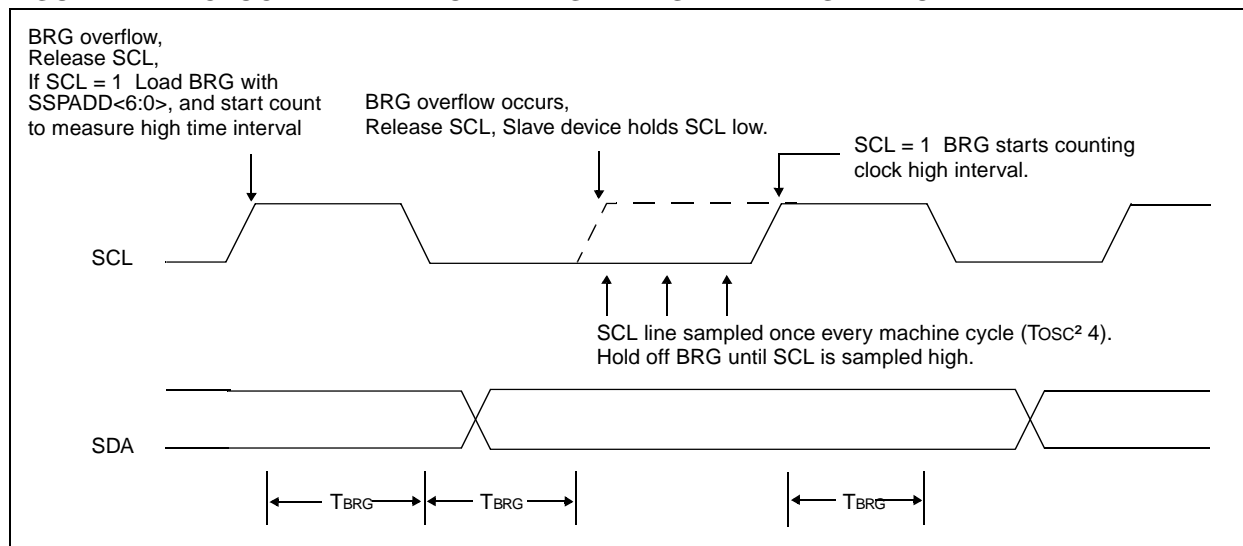 BRG overflow,
Release SCL,
If SCL = 1 Load BRG with
SSPADD<6:0>, and start count
to measure high time interval
BRG overflow occurs,
Release SCL, Slave device holds SCL low.
SCL = 1 BRG starts counting
clock high interval.
SCL
SCL line sampled once every machine cycle (TOSC² 4).
Hold off BRG until SCL is sampled high.
SDA
TBRG
TBRG
TBRG